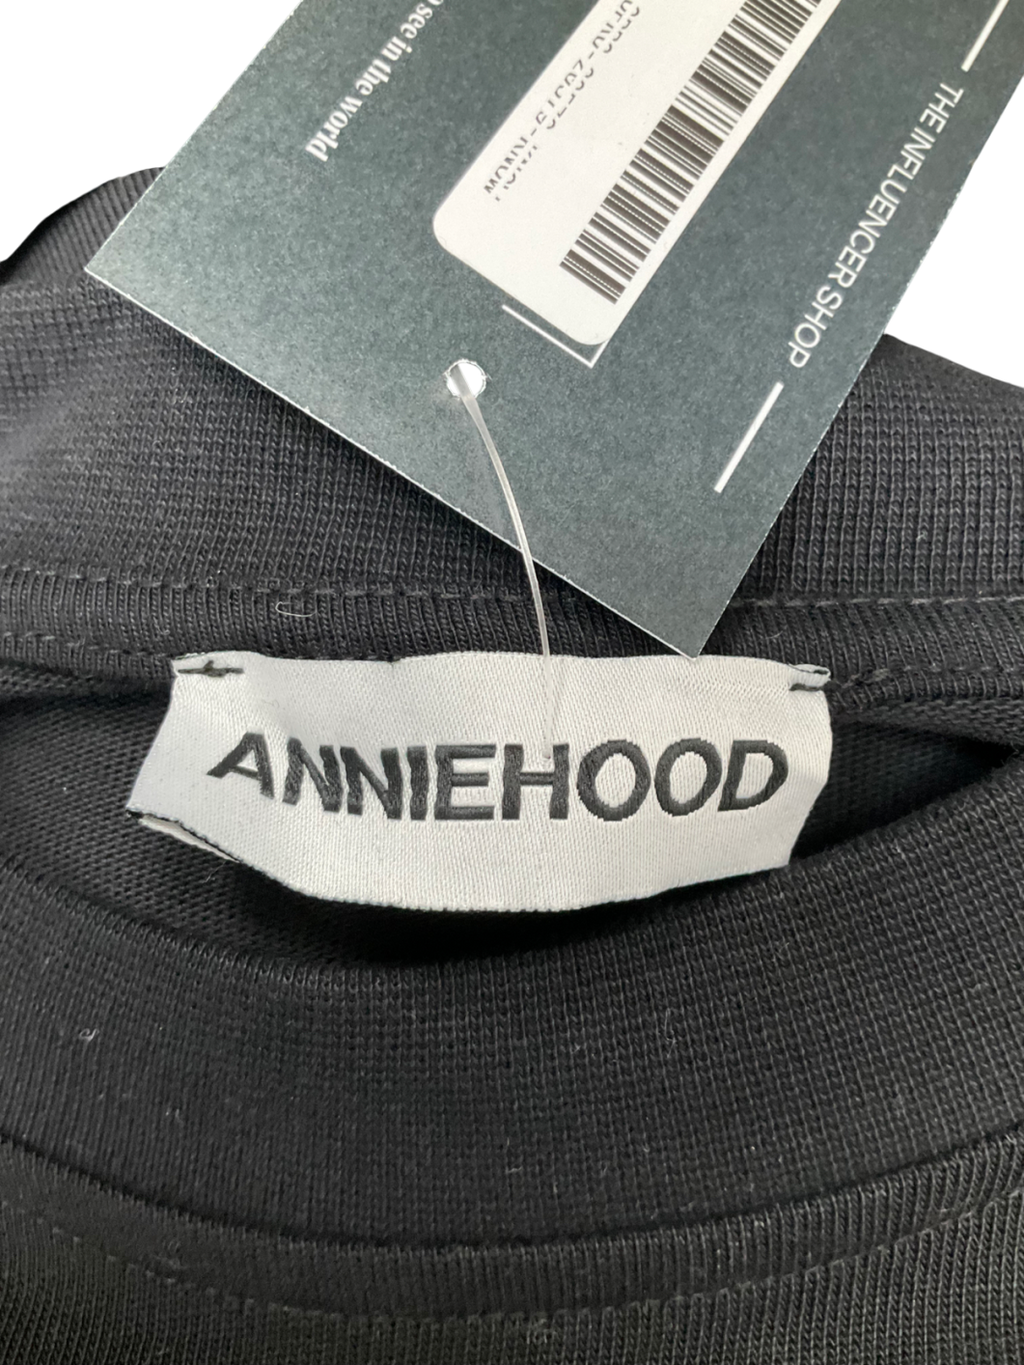 see in the world
THE INFLUENCER SHOP
ANNIEHOOD